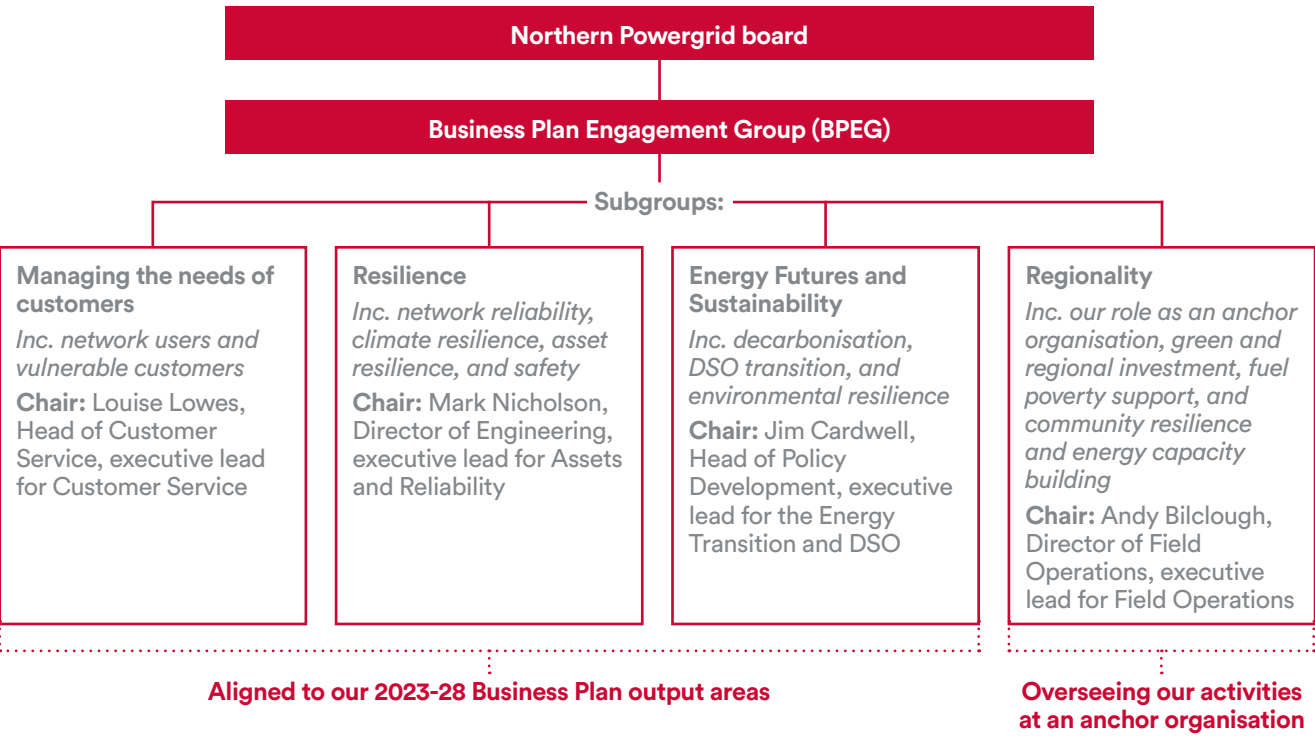 Northern Powergrid board
Business Plan Engagement Group (BPEG)
Subgroups:
Managing the needs of
customers
Inc. network users and
vulnerable customers
Chair: Louise Lowes,
Head of Customer
Service, executive lead
for Customer Service
Resilience
Inc. network reliability,
climate resilience, asset
resilience, and safety
Chair: Mark Nicholson,
Director of Engineering,
executive lead for Assets
and Reliability
Energy Futures and
Sustainability
Inc. decarbonisation,
DSO transition, and
environmental resilience
Chair: Jim Cardwell,
Head of Policy
Development, executive
lead for the Energy
Transition and DSO
Regionality
Inc. our role as an anchor
organisation, green and
regional investment, fuel
poverty support, and
community resilience
and energy capacity
building
Chair: Andy Bilclough,
Director of Field
Operations, executive
lead for Field Operations
Aligned to our 2023-28 Business Plan output areas
Overseeing our activities
at an anchor organisation